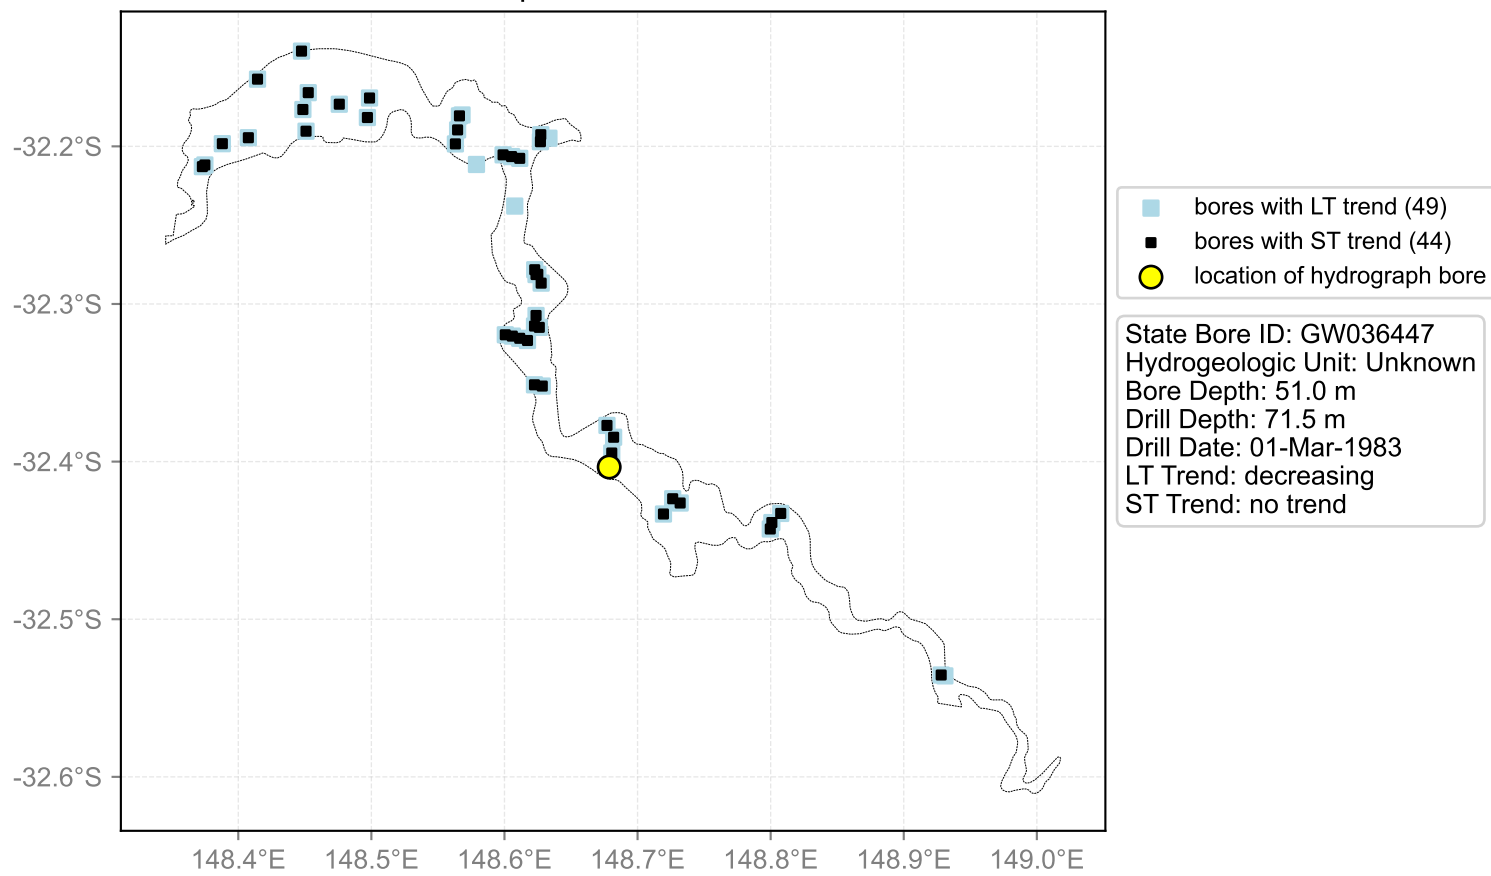 -32.2°S
-32.3°S
-32.4°S
-32.5°S
-32.6°S
148.4°E 148.5°E 148.6°E 148.7°E 148.8°E 148.9°E 149.0°E
bores with LT trend (49)
bores with ST trend (44)
location of hydrograph bore
State Bore ID: GW036447
Hydrogeologic Unit: Unknown
Bore Depth: 51.0 m
Drill Depth: 71.5 m
Drill Date: 01-Mar-1983
LT Trend: decreasing
ST Trend: no trend